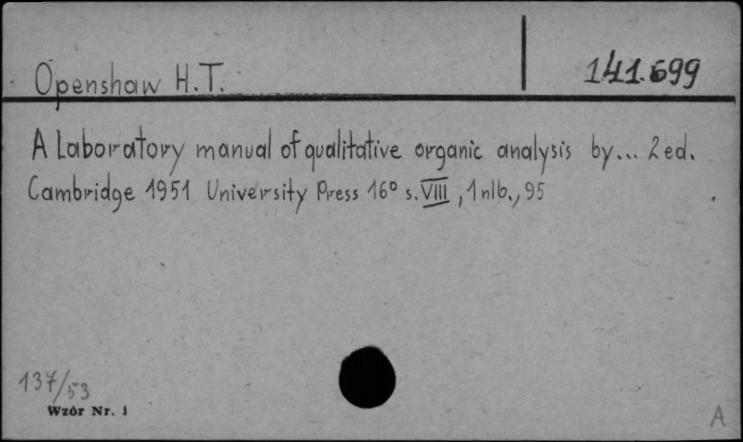 Openshaw H.T.
141.699
A Laboratory manual of qualitative organic analysis by... 2 ed.
Cambridge 1951 University Press 16° s. VIII, 1 nlb., 95
137/53
Wzór Nr. 1
A